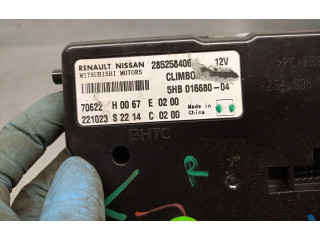 RENAULT NISSAN 285258406 12V
MITSUBISHI MOTORS CLIMBO
5HB 016680-04
70622 H 00 67 E 02 00 Made in
221023 S 22 14 C 02 00 China
BHTC
R